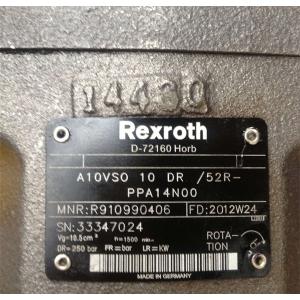 14430
Rexroth
D-72160 Horb
A10VSO 10 DR /52R-
PPA14N00
MNR:R910990406 FD:2012W24
SN:33347024
Vg=10.5cm³ n=1500 min- ROTA-
DR=250 bar FR= bar LR= KW TION
MADE IN GERMANY